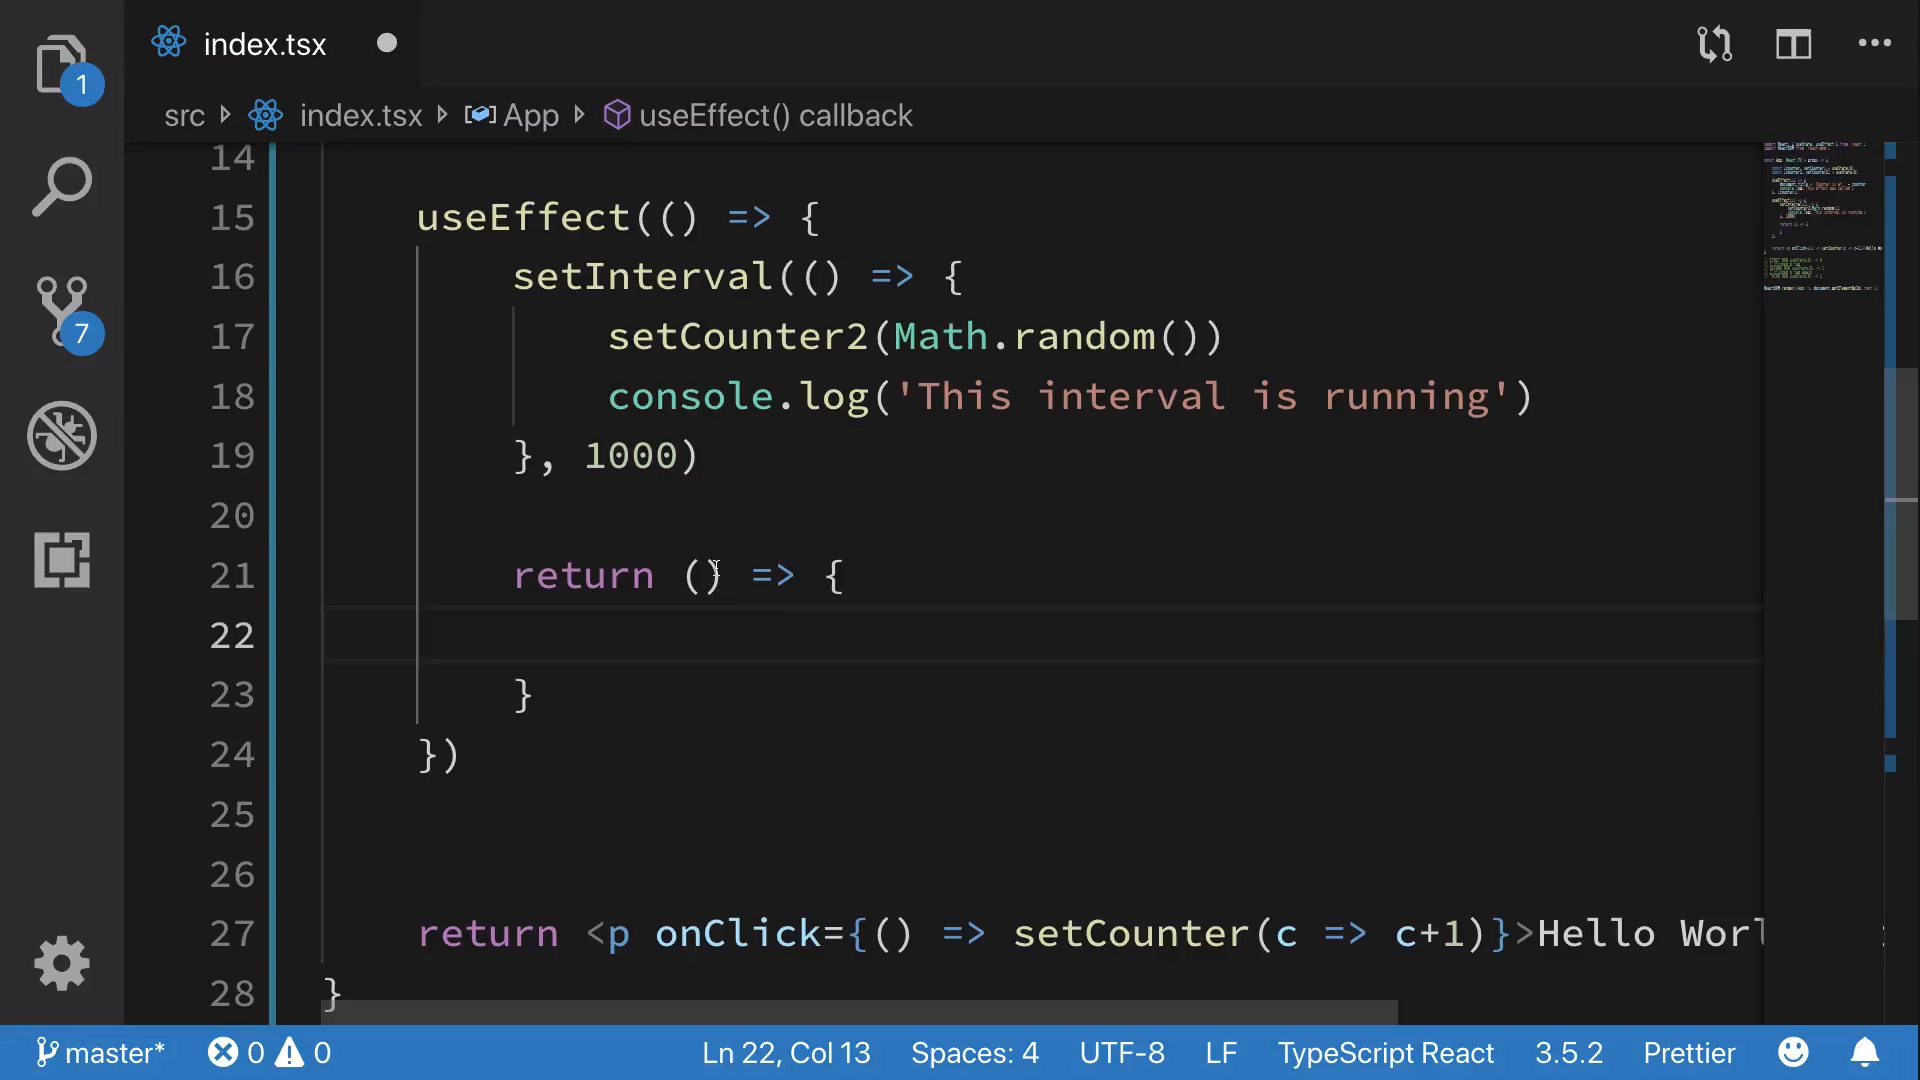 1
index.tsx
src index.tsx App useEffect() callback
14
15 useEffect(() => {
16 setInterval(() => {
17 setCounter2(Math.random())
18 console.log('This interval is running')
19 }, 1000)
20
21 return () => {
22
23 }
24 })
25
26
27 return <p onClick={() => setCounter(c => c+1)}>Hello Worl
28 }
7
master* 0 0 Ln 22, Col 13 Spaces: 4 UTF-8 LF TypeScript React 3.5.2 Prettier